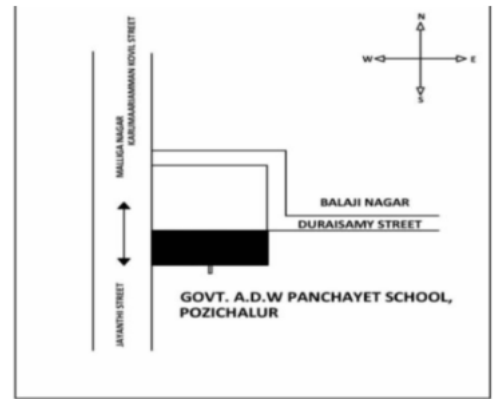 N
W E
S
MALLIGA NAGAR
KARUMAARIAMMAN KOVIL STREET
BALAJI NAGAR
DURAISAMY STREET
JAYANTHI STREET
GOVT. A.D.W PANCHAYET SCHOOL,
POZICHALUR